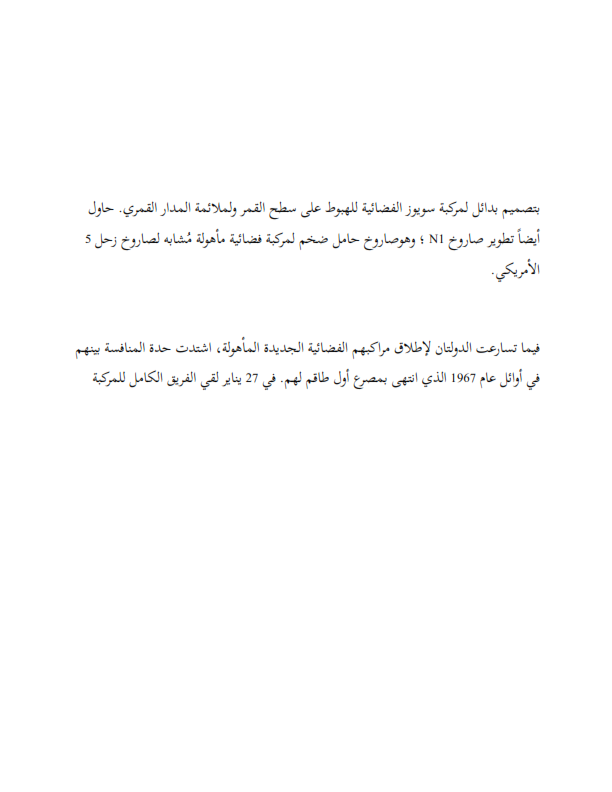 بتصميم بدائل لمركبة سويوز الفضائية للهبوط على سطح القمر ولملائمة المدار القمري. حاول
أيضاً تطوير صاروخ N1 ؛ وهوصاروخ حامل ضخم لمركبة فضائية مأهولة مُشابه لصاروخ زحل 5
الأمريكي.
فيما تسارعت الدولتان لإطلاق مراكبهم الفضائية الجديدة المأهولة، اشتدت حدة المنافسة بينهم
في أوائل عام 1967 الذي انتهى بمصرع أول طاقم لهم. في 27 يناير لقي الفريق الكامل للمركبة